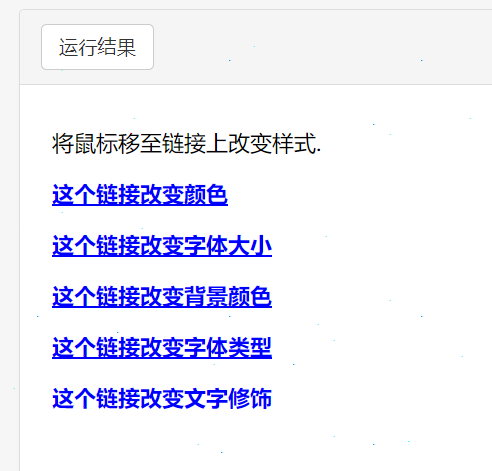 运行结果
将鼠标移至链接上改变样式.
这个链接改变颜色
这个链接改变字体大小
这个链接改变背景颜色
这个链接改变字体类型
这个链接改变文字修饰